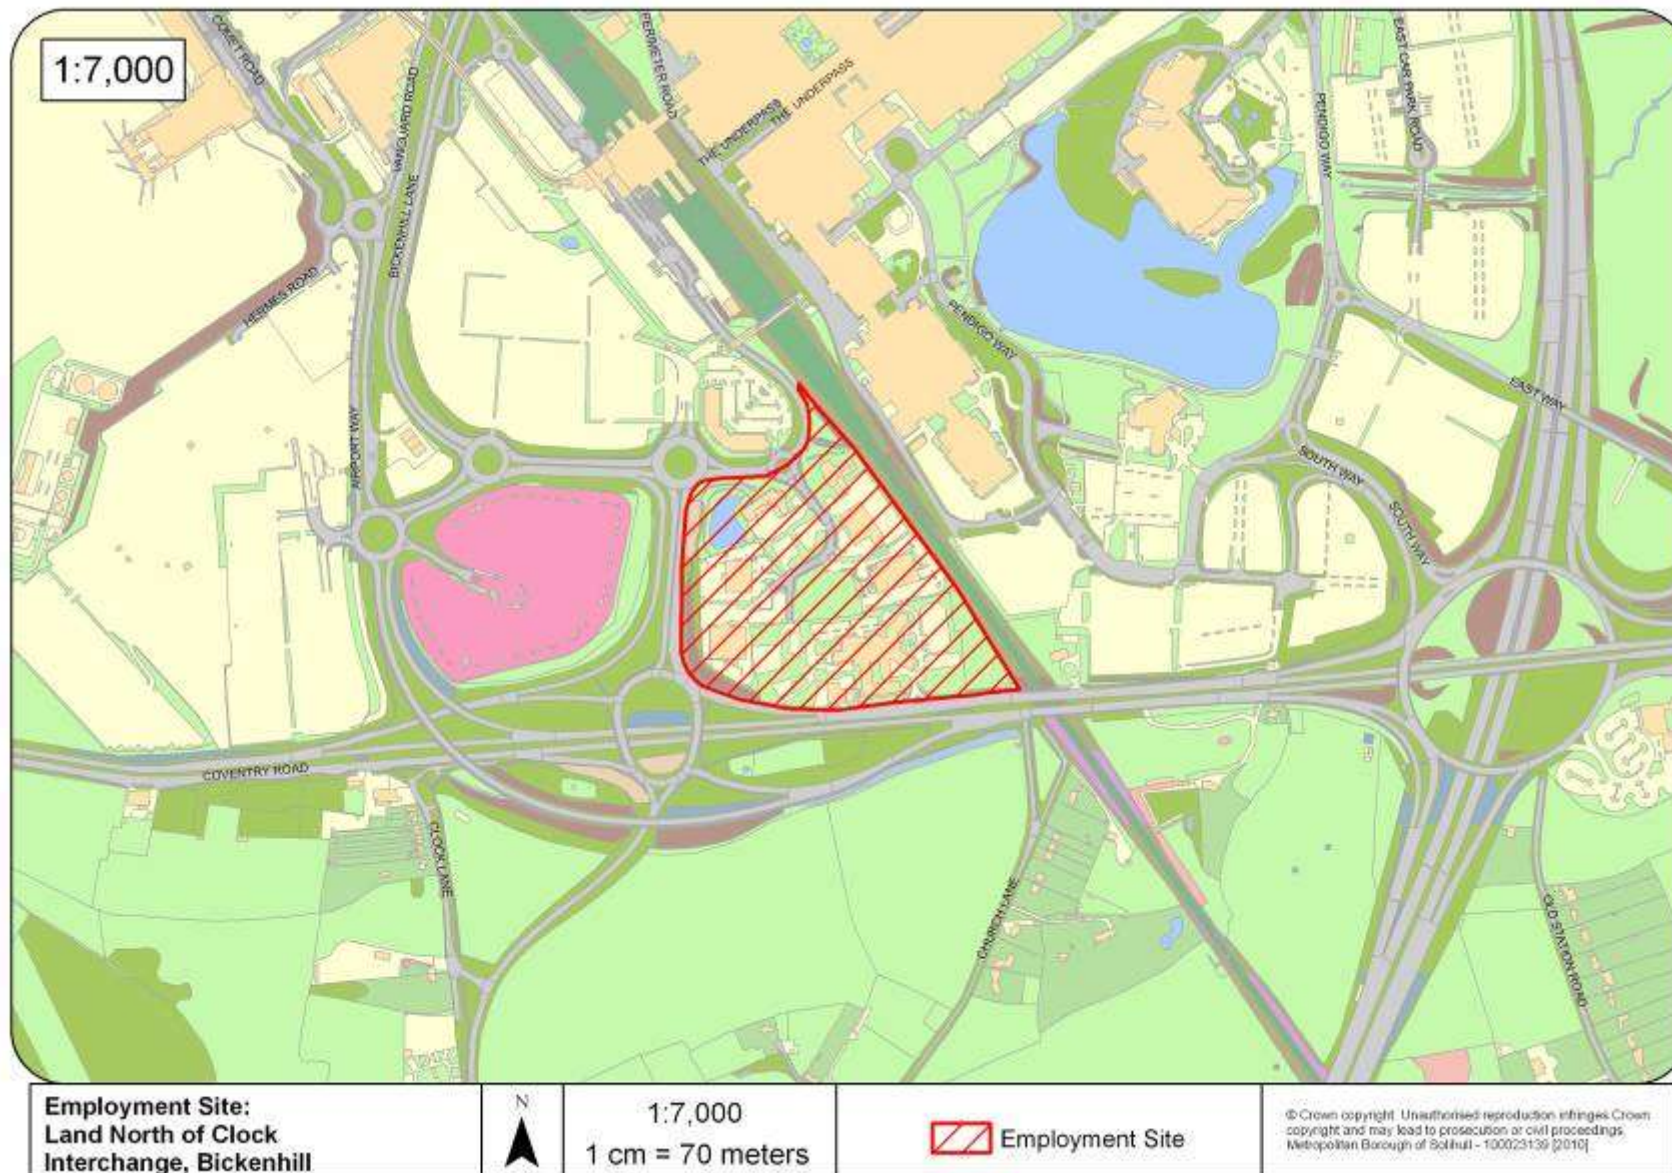 1:7,000
COMET ROAD
VANGUARD ROAD
BICKENHILL LANE
PERIMETER ROAD
THE UNDERPASS
THE UNDERPASS
PENDIGO WAY
EAST CAR PARK ROAD
HERMES ROAD
PENDIGO WAY
EAST WAY
AIRPORT WAY
SOUTH WAY
SOUTH WAY
COVENTRY ROAD
CLOCK LANE
CHURCH LANE
OLD STATION ROAD
Employment Site:
Land North of Clock
Interchange, Bickenhill
N
1:7,000
1 cm = 70 meters
Employment Site
© Crown copyright. Unauthorised reproduction infringes Crown
copyright and may lead to prosecution or civil proceedings.
Metropolitan Borough of Solihull - 100023139 [2010]